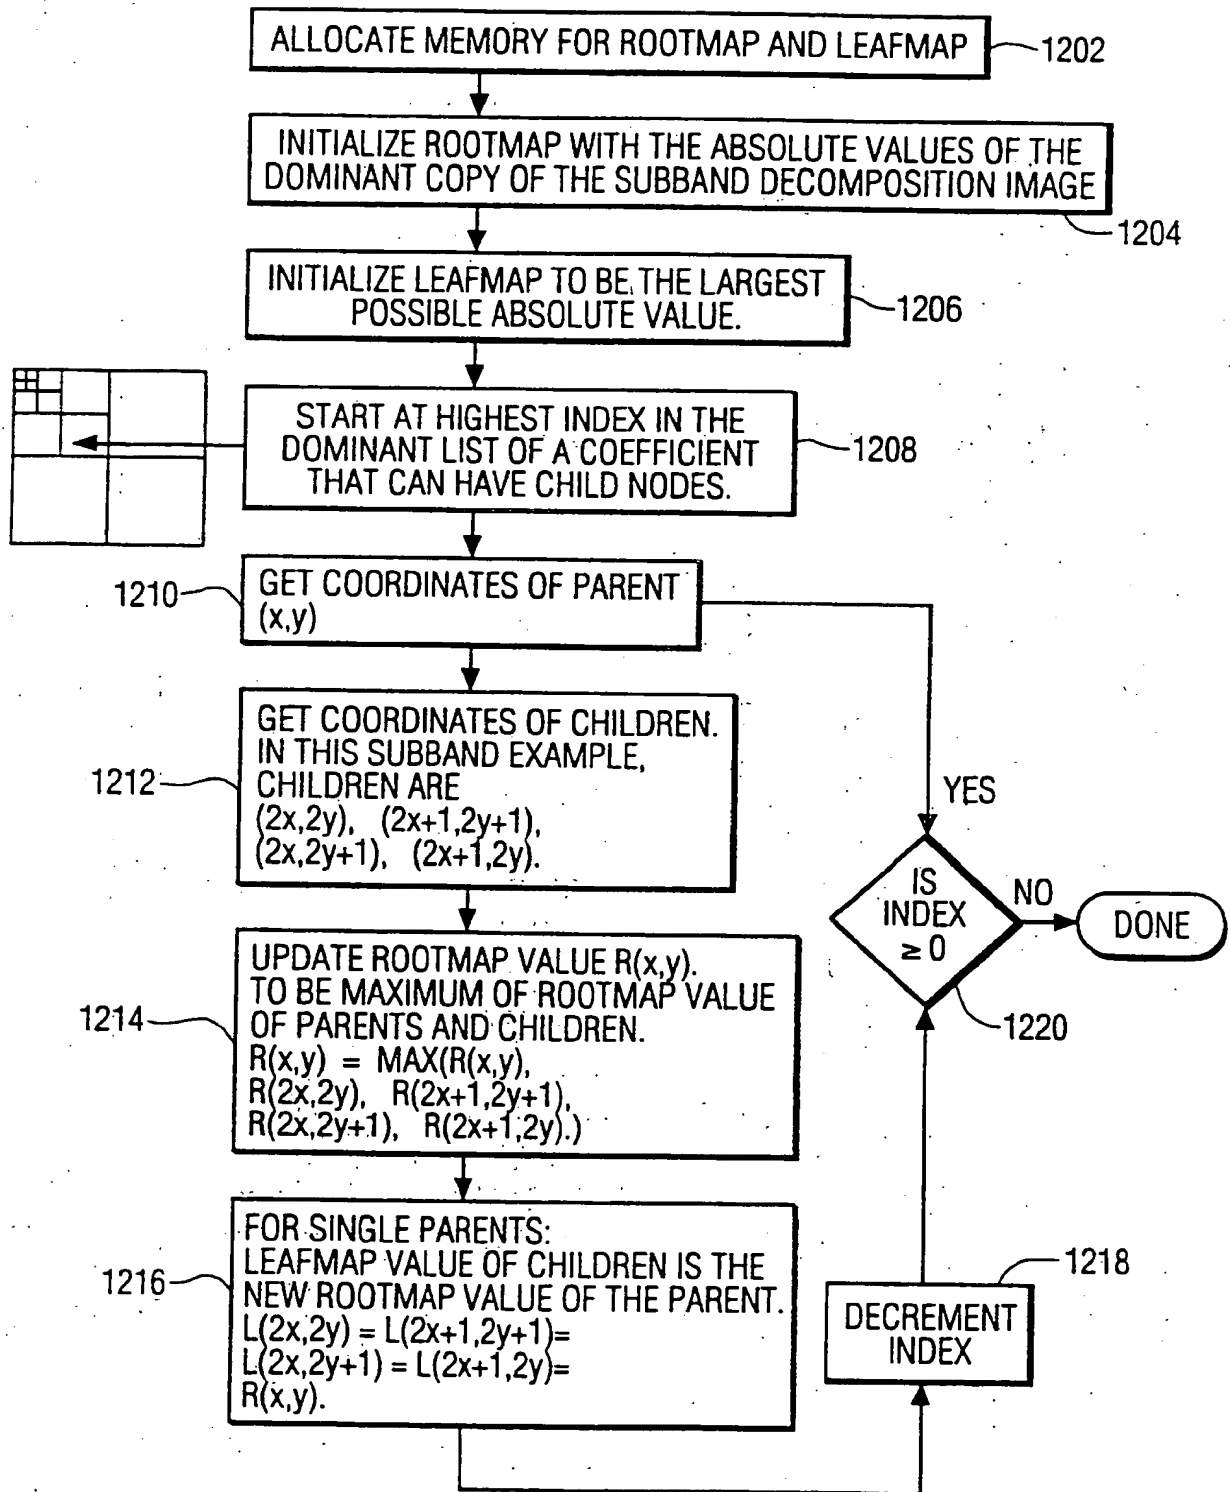 ALLOCATE MEMORY FOR ROOTMAP AND LEAFMAP
1202
INITIALIZE ROOTMAP WITH THE ABSOLUTE VALUES OF THE
DOMINANT COPY OF THE SUBBAND DECOMPOSITION IMAGE
1204
INITIALIZE LEAFMAP TO BE THE LARGEST
POSSIBLE ABSOLUTE VALUE.
1206
START AT HIGHEST INDEX IN THE
DOMINANT LIST OF A COEFFICIENT
THAT CAN HAVE CHILD NODES.
1208
1210
GET COORDINATES OF PARENT
(x,y)
1212
GET COORDINATES OF CHILDREN.
IN THIS SUBBAND EXAMPLE,
CHILDREN ARE
(2x,2y), (2x+1,2y+1),
(2x,2y+1), (2x+1,2y).
YES
IS
INDEX
≥ 0
NO
DONE
1220
1214
UPDATE ROOTMAP VALUE R(x,y).
TO BE MAXIMUM OF ROOTMAP VALUE
OF PARENTS AND CHILDREN.
R(x,y) = MAX(R(x,y),
R(2x,2y), R(2x+1,2y+1),
R(2x,2y+1), R(2x+1,2y).)
1216
FOR SINGLE PARENTS:
LEAFMAP VALUE OF CHILDREN IS THE
NEW ROOTMAP VALUE OF THE PARENT.
L(2x,2y) = L(2x+1,2y+1)=
L(2x,2y+1) = L(2x+1,2y)=
R(x,y).
1218
DECREMENT
INDEX